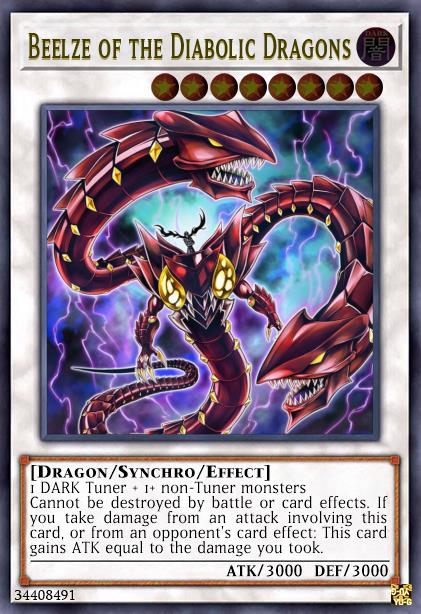 Beelze of the Diabolic Dragons
DARK
闇
[Dragon/Synchro/Effect]
1 DARK Tuner + 1+ non-Tuner monsters
Cannot be destroyed by battle or card effects. If
you take damage from an attack involving this
card, or from an opponent's card effect: This card
gains ATK equal to the damage you took.
ATK/3000 DEF/3000
34408491